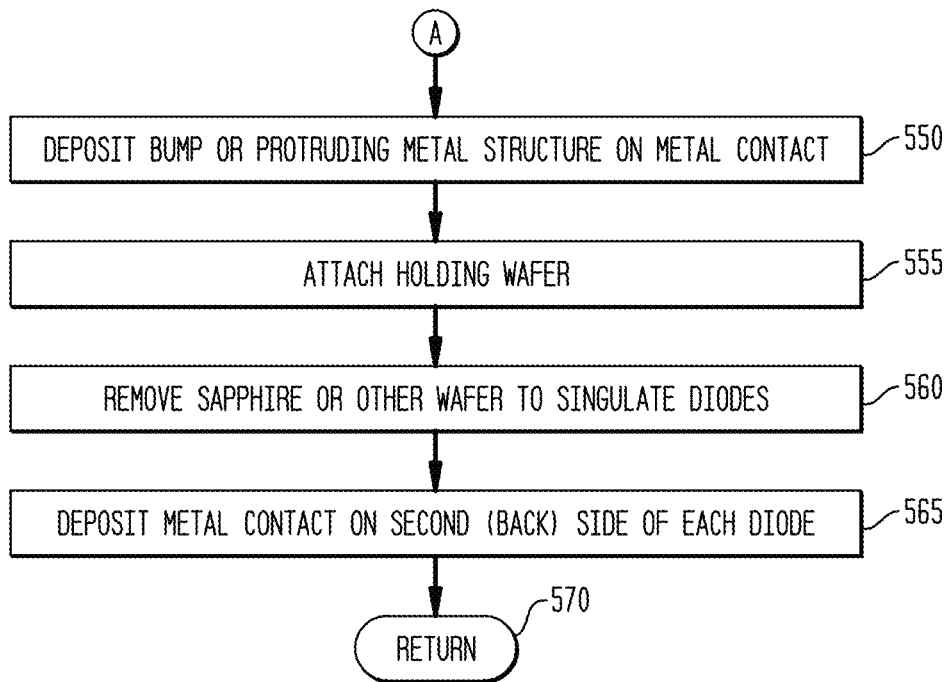 A
DEPOSIT BUMP OR PROTRUDING METAL STRUCTURE ON METAL CONTACT
550
ATTACH HOLDING WAFER
555
REMOVE SAPPHIRE OR OTHER WAFER TO SINGULATE DIODES
560
DEPOSIT METAL CONTACT ON SECOND (BACK) SIDE OF EACH DIODE
565
570
RETURN